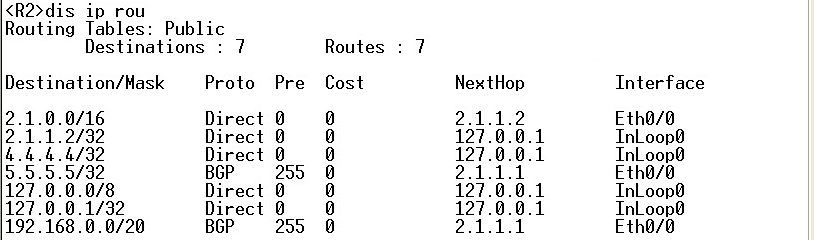 <R2>dis ip rou
Routing Tables: Public
        Destinations : 7        Routes : 7

Destination/Mask    Proto  Pre  Cost         NextHop         Interface

2.1.0.0/16          Direct 0    0            2.1.1.2         Eth0/0
2.1.1.2/32          Direct 0    0            127.0.0.1       InLoop0
4.4.4.4/32          Direct 0    0            127.0.0.1       InLoop0
5.5.5.5/32          BGP    255  0            2.1.1.1         Eth0/0
127.0.0.0/8         Direct 0    0            127.0.0.1       InLoop0
127.0.0.1/32        Direct 0    0            127.0.0.1       InLoop0
192.168.0.0/20      BGP    255  0            2.1.1.1         Eth0/0